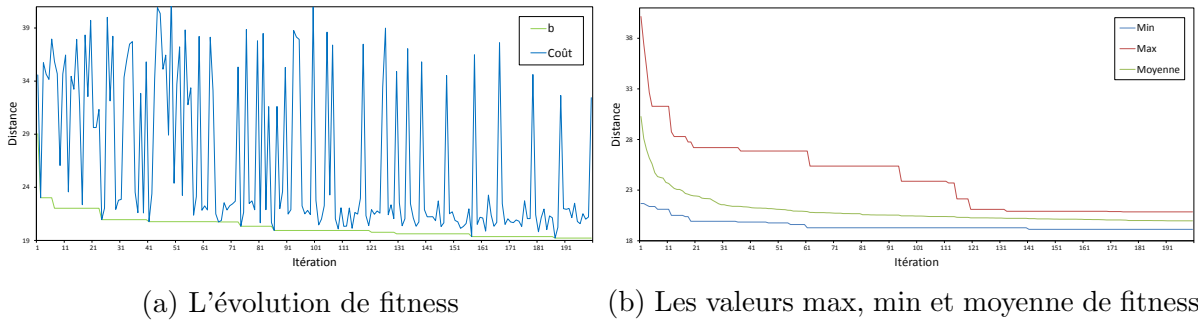 39
34
29
24
19
Distance
1 11 21 31 41 51 61 71 81 91 101 111 121 131 141 151 161 171 181 191
Itération
b
Coût
(a) L'évolution de fitness
38
33
28
23
18
Distance
1 11 21 31 41 51 61 71 81 91 101 111 121 131 141 151 161 171 181 191
Itération
Min
Max
Moyenne
(b) Les valeurs max, min et moyenne de fitness